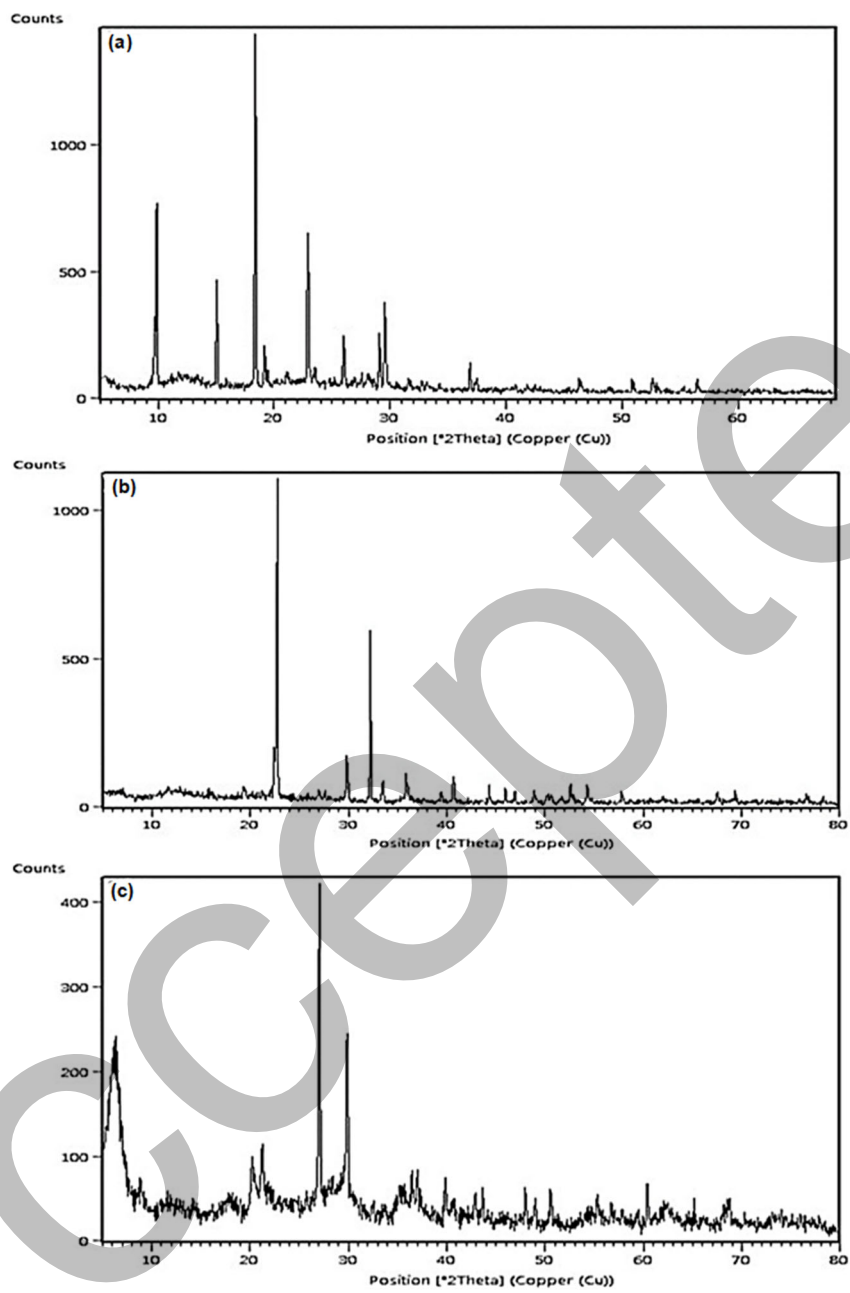 Counts
(a)
1000
500
0
10 20 30 40 50 60
Position [°2Theta] (Copper (Cu))
Counts
(b)
1000
500
0
10 20 30 40 50 60 70 80
Position [°2Theta] (Copper (Cu))
Counts
(c)
400
300
200
100
0
10 20 30 40 50 60 70 80
Position [°2Theta] (Copper (Cu))
ccepte